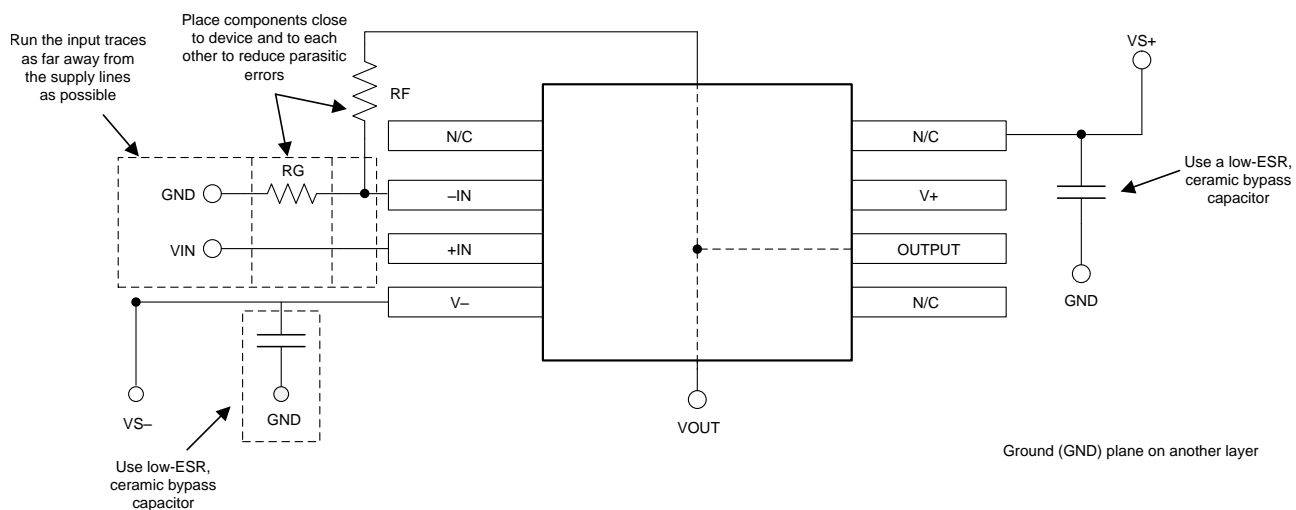 Run the input traces
as far away from
the supply lines
as possible
Place components close
to device and to each
other to reduce parasitic
errors
RF
VS+
N/C
N/C
Use a low-ESR,
ceramic bypass
capacitor
RG
GND
–IN
V+
VIN
+IN
OUTPUT
V–
N/C
GND
GND
VS–
VOUT
Use low-ESR,
ceramic bypass
capacitor
Ground (GND) plane on another layer